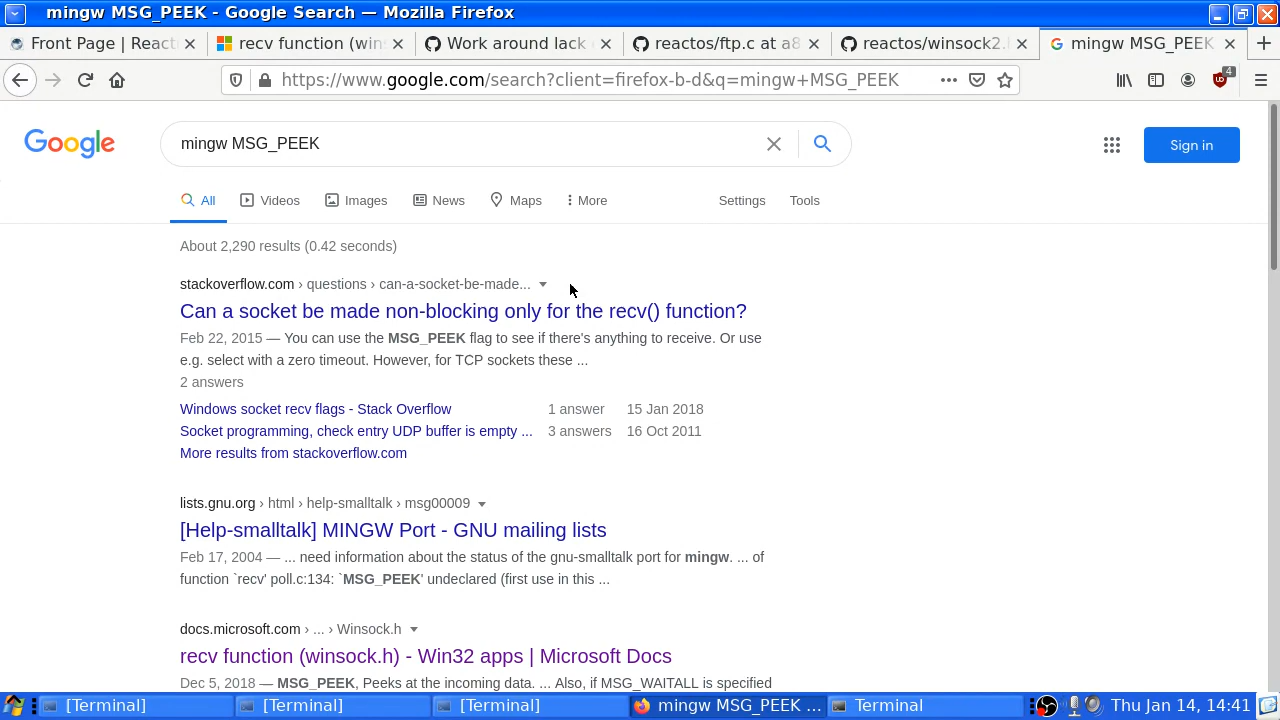 mingw MSG_PEEK - Google Search — Mozilla Firefox
Front Page | React
recv function (win
Work around lack
reactos/ftp.c at a8
reactos/winsock2.
mingw MSG_PEEK
https://www.google.com/search?client=firefox-b-d&q=mingw+MSG_PEEK
4
Google
mingw MSG_PEEK
Sign in
All
Videos
Images
News
Maps
More
Settings
Tools
About 2,290 results (0.42 seconds)
stackoverflow.com › questions › can-a-socket-be-made...
Can a socket be made non-blocking only for the recv() function?
Feb 22, 2015 — You can use the MSG_PEEK flag to see if there's anything to receive. Or use
e.g. select with a zero timeout. However, for TCP sockets these ...
2 answers
Windows socket recv flags - Stack Overflow 1 answer 15 Jan 2018
Socket programming, check entry UDP buffer is empty ... 3 answers 16 Oct 2011
More results from stackoverflow.com
lists.gnu.org › html › help-smalltalk › msg00009
[Help-smalltalk] MINGW Port - GNU mailing lists
Feb 17, 2004 — ... need information about the status of the gnu-smalltalk port for mingw. ... of
function `recv' poll.c:134: `MSG_PEEK' undeclared (first use in this ...
docs.microsoft.com › ... › Winsock.h
recv function (winsock.h) - Win32 apps | Microsoft Docs
Dec 5, 2018 — MSG_PEEK, Peeks at the incoming data. ... Also, if MSG_WAITALL is specified
[Terminal]
[Terminal]
[Terminal]
mingw MSG_PEEK ...
Terminal
Thu Jan 14, 14:41